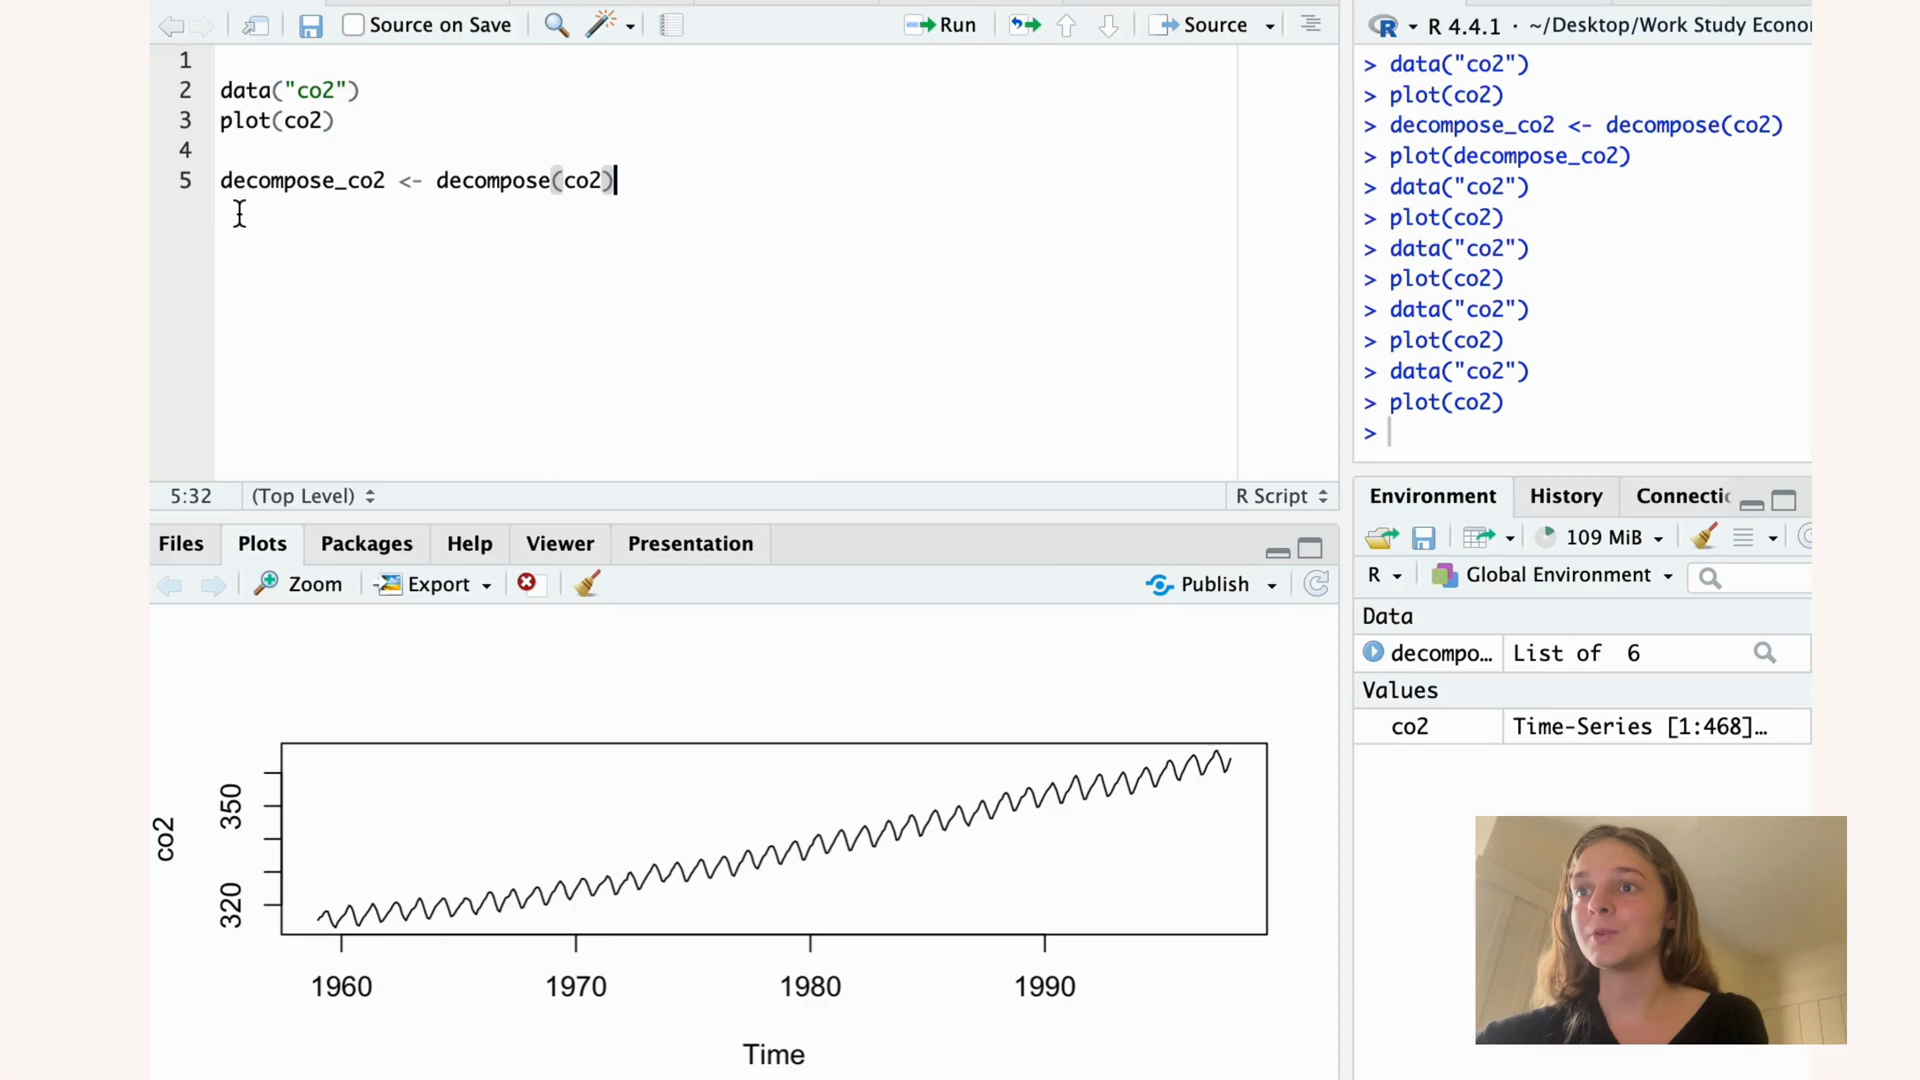 Source on Save
Run
Source
1
2 data("co2")
3 plot(co2)
4
5 decompose_co2 <- decompose(co2)
5:32 (Top Level) R Script
Files Plots Packages Help Viewer Presentation
Zoom Export Publish
co2
350
320
1960 1970 1980 1990
Time
R 4.4.1 · ~/Desktop/Work Study Econo
> data("co2")
> plot(co2)
> decompose_co2 <- decompose(co2)
> plot(decompose_co2)
> data("co2")
> plot(co2)
> data("co2")
> plot(co2)
> data("co2")
> plot(co2)
> data("co2")
> plot(co2)
>
Environment History Connectic
109 MiB
R Global Environment
Data
decompo… List of 6
Values
co2 Time-Series [1:468]…